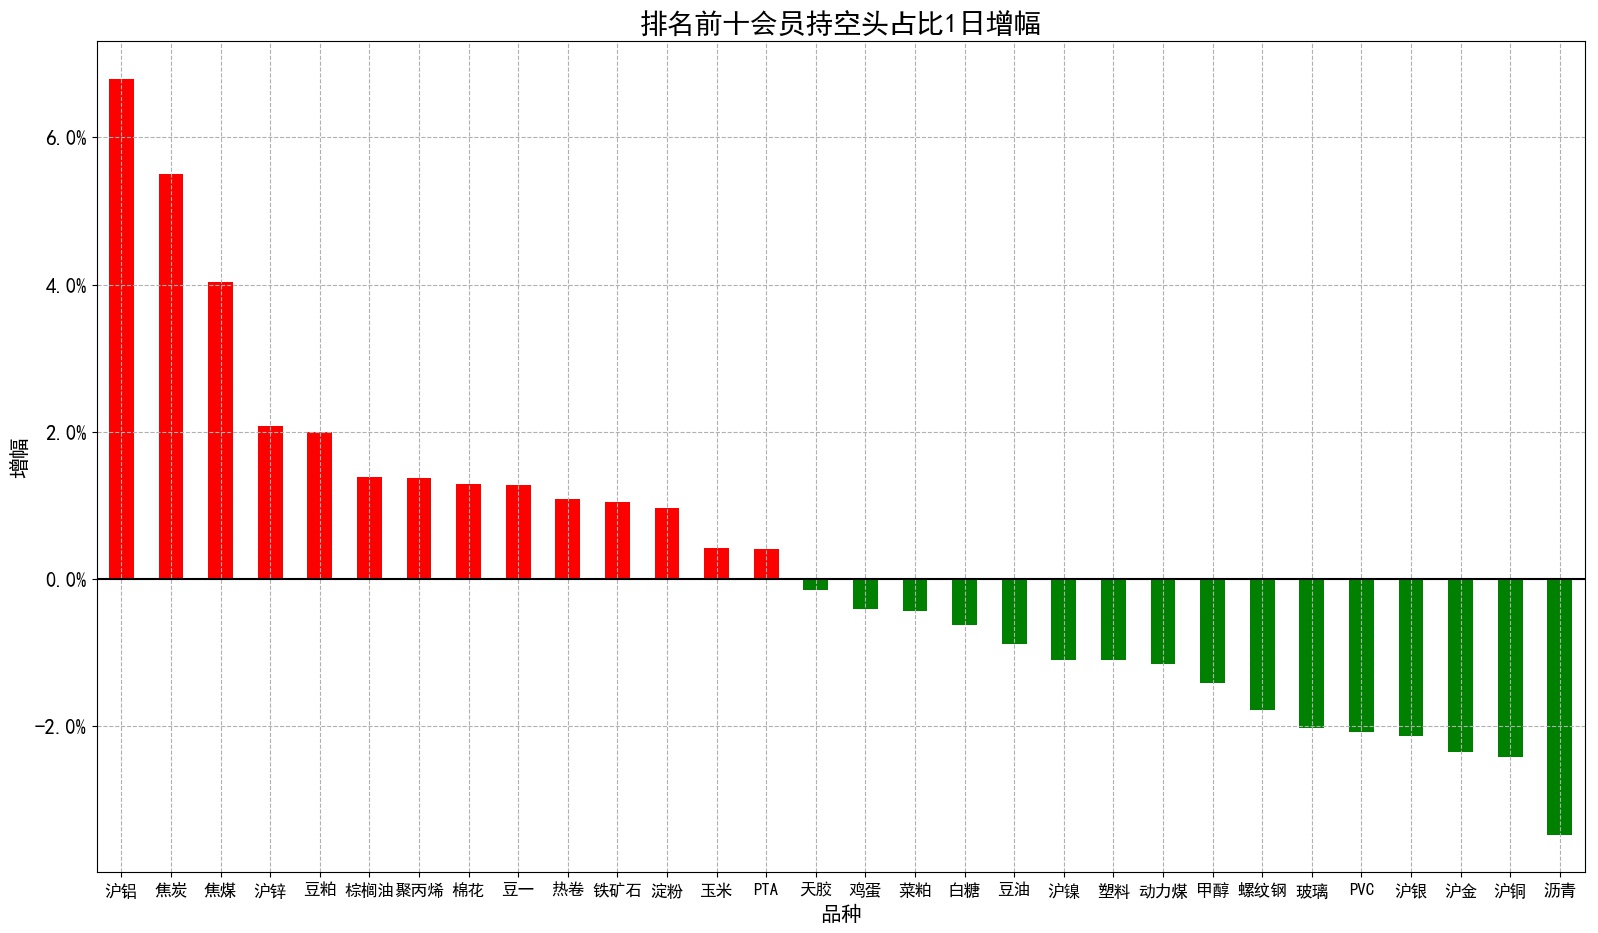 排名前十会员持空头占比1日增幅
6.0%
4.0%
2.0%
0.0%
−2.0%
增幅
沪铝 焦炭 焦煤 沪锌 豆粕 棕榈油 聚丙烯 棉花 豆一 热卷 铁矿石 淀粉 玉米 PTA 天胶 鸡蛋 菜粕 白糖 豆油 沪镍 塑料 动力煤 甲醇 螺纹钢 玻璃 PVC 沪银 沪金 沪铜 沥青
品种